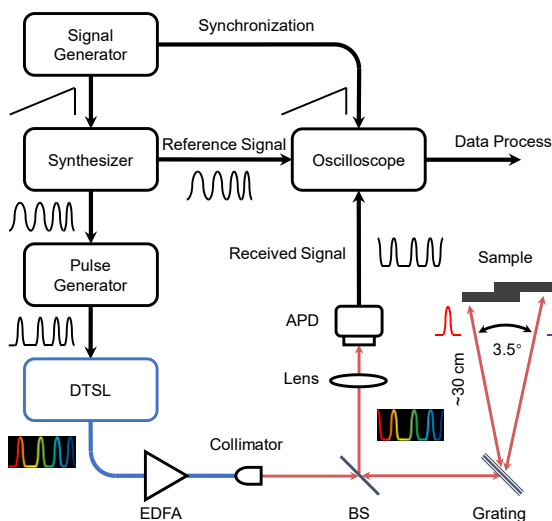 Signal
Generator
Synchronization
Synthesizer
Reference Signal
Oscilloscope
Data Process
Pulse
Generator
Received Signal
Sample
APD
3.5°
~30 cm
DTSL
Lens
Collimator
EDFA
BS
Grating